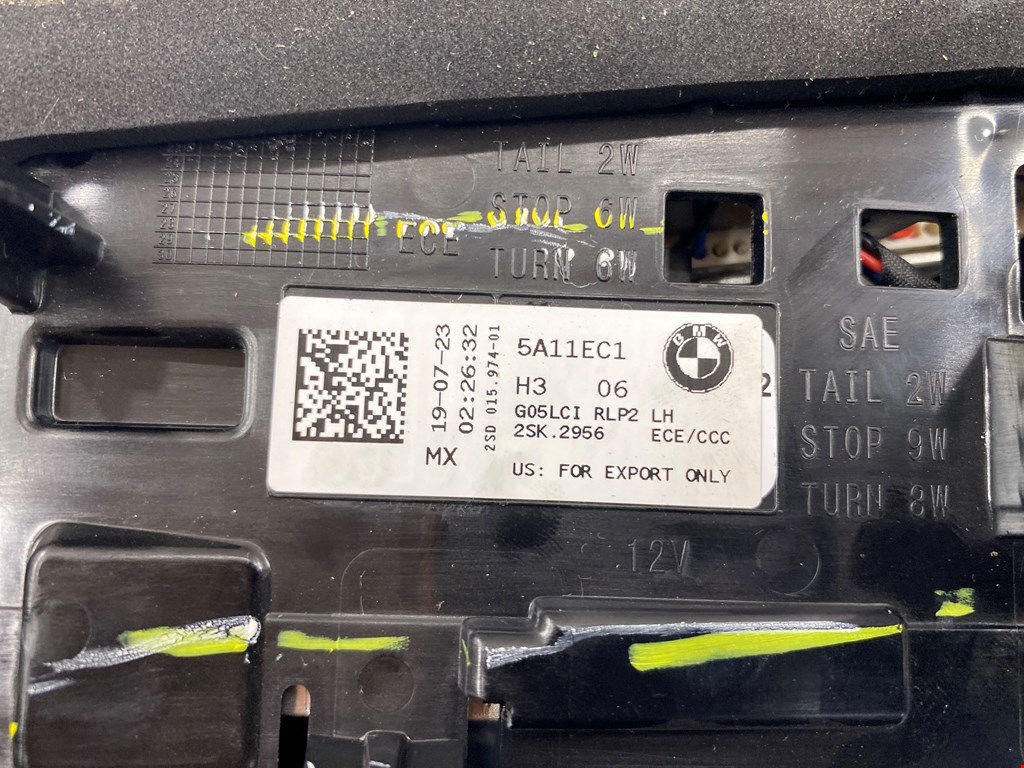 TAIL 2W
STOP 6W
ECE
TURN 6W
19-07-23
02:26:32
2SD 015.974-01
MX
5A11EC1
BMW
H3 06
G05LCI RLP2 LH
2SK.2956 ECE/CCC
US: FOR EXPORT ONLY
2
SAE
TAIL 2W
STOP 9W
TURN 8W
12V